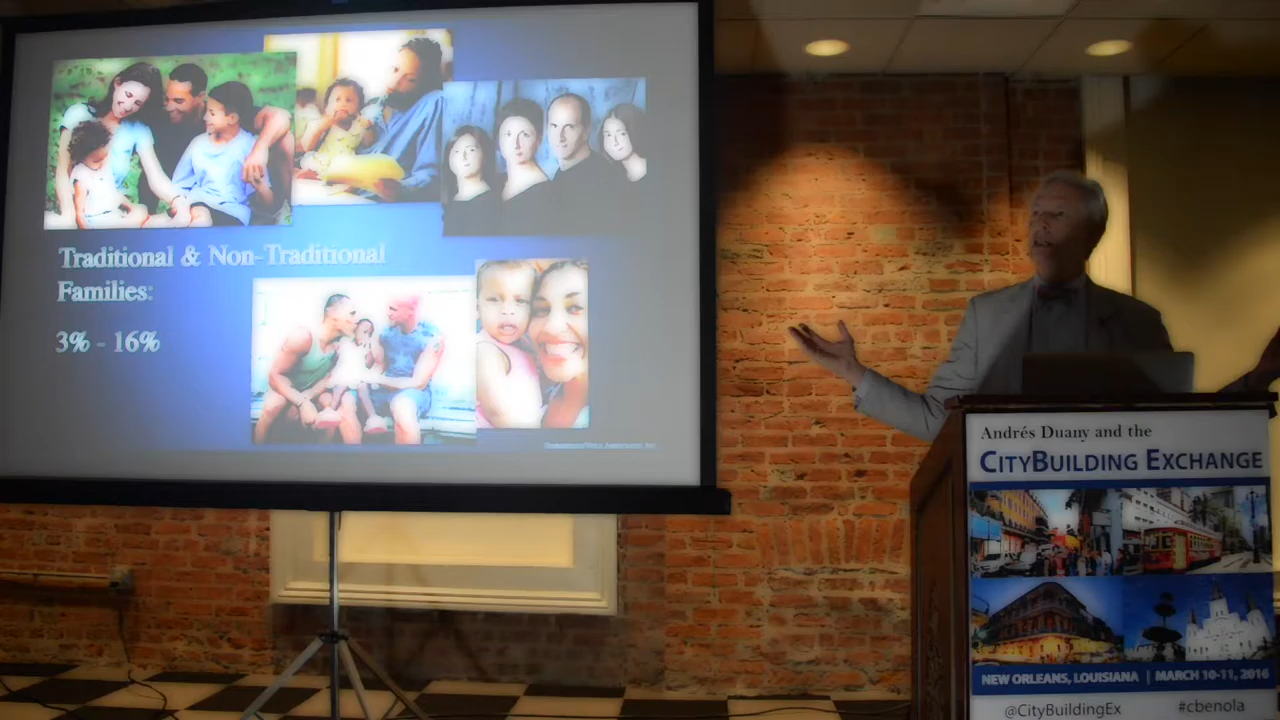 Traditional & Non-Traditional
Families:
3% - 16%
Andrés Duany and the
CITYBUILDING EXCHANGE
NEW ORLEANS, LOUISIANA | MARCH 10-11, 2016
@CityBuildingEx #cbenola